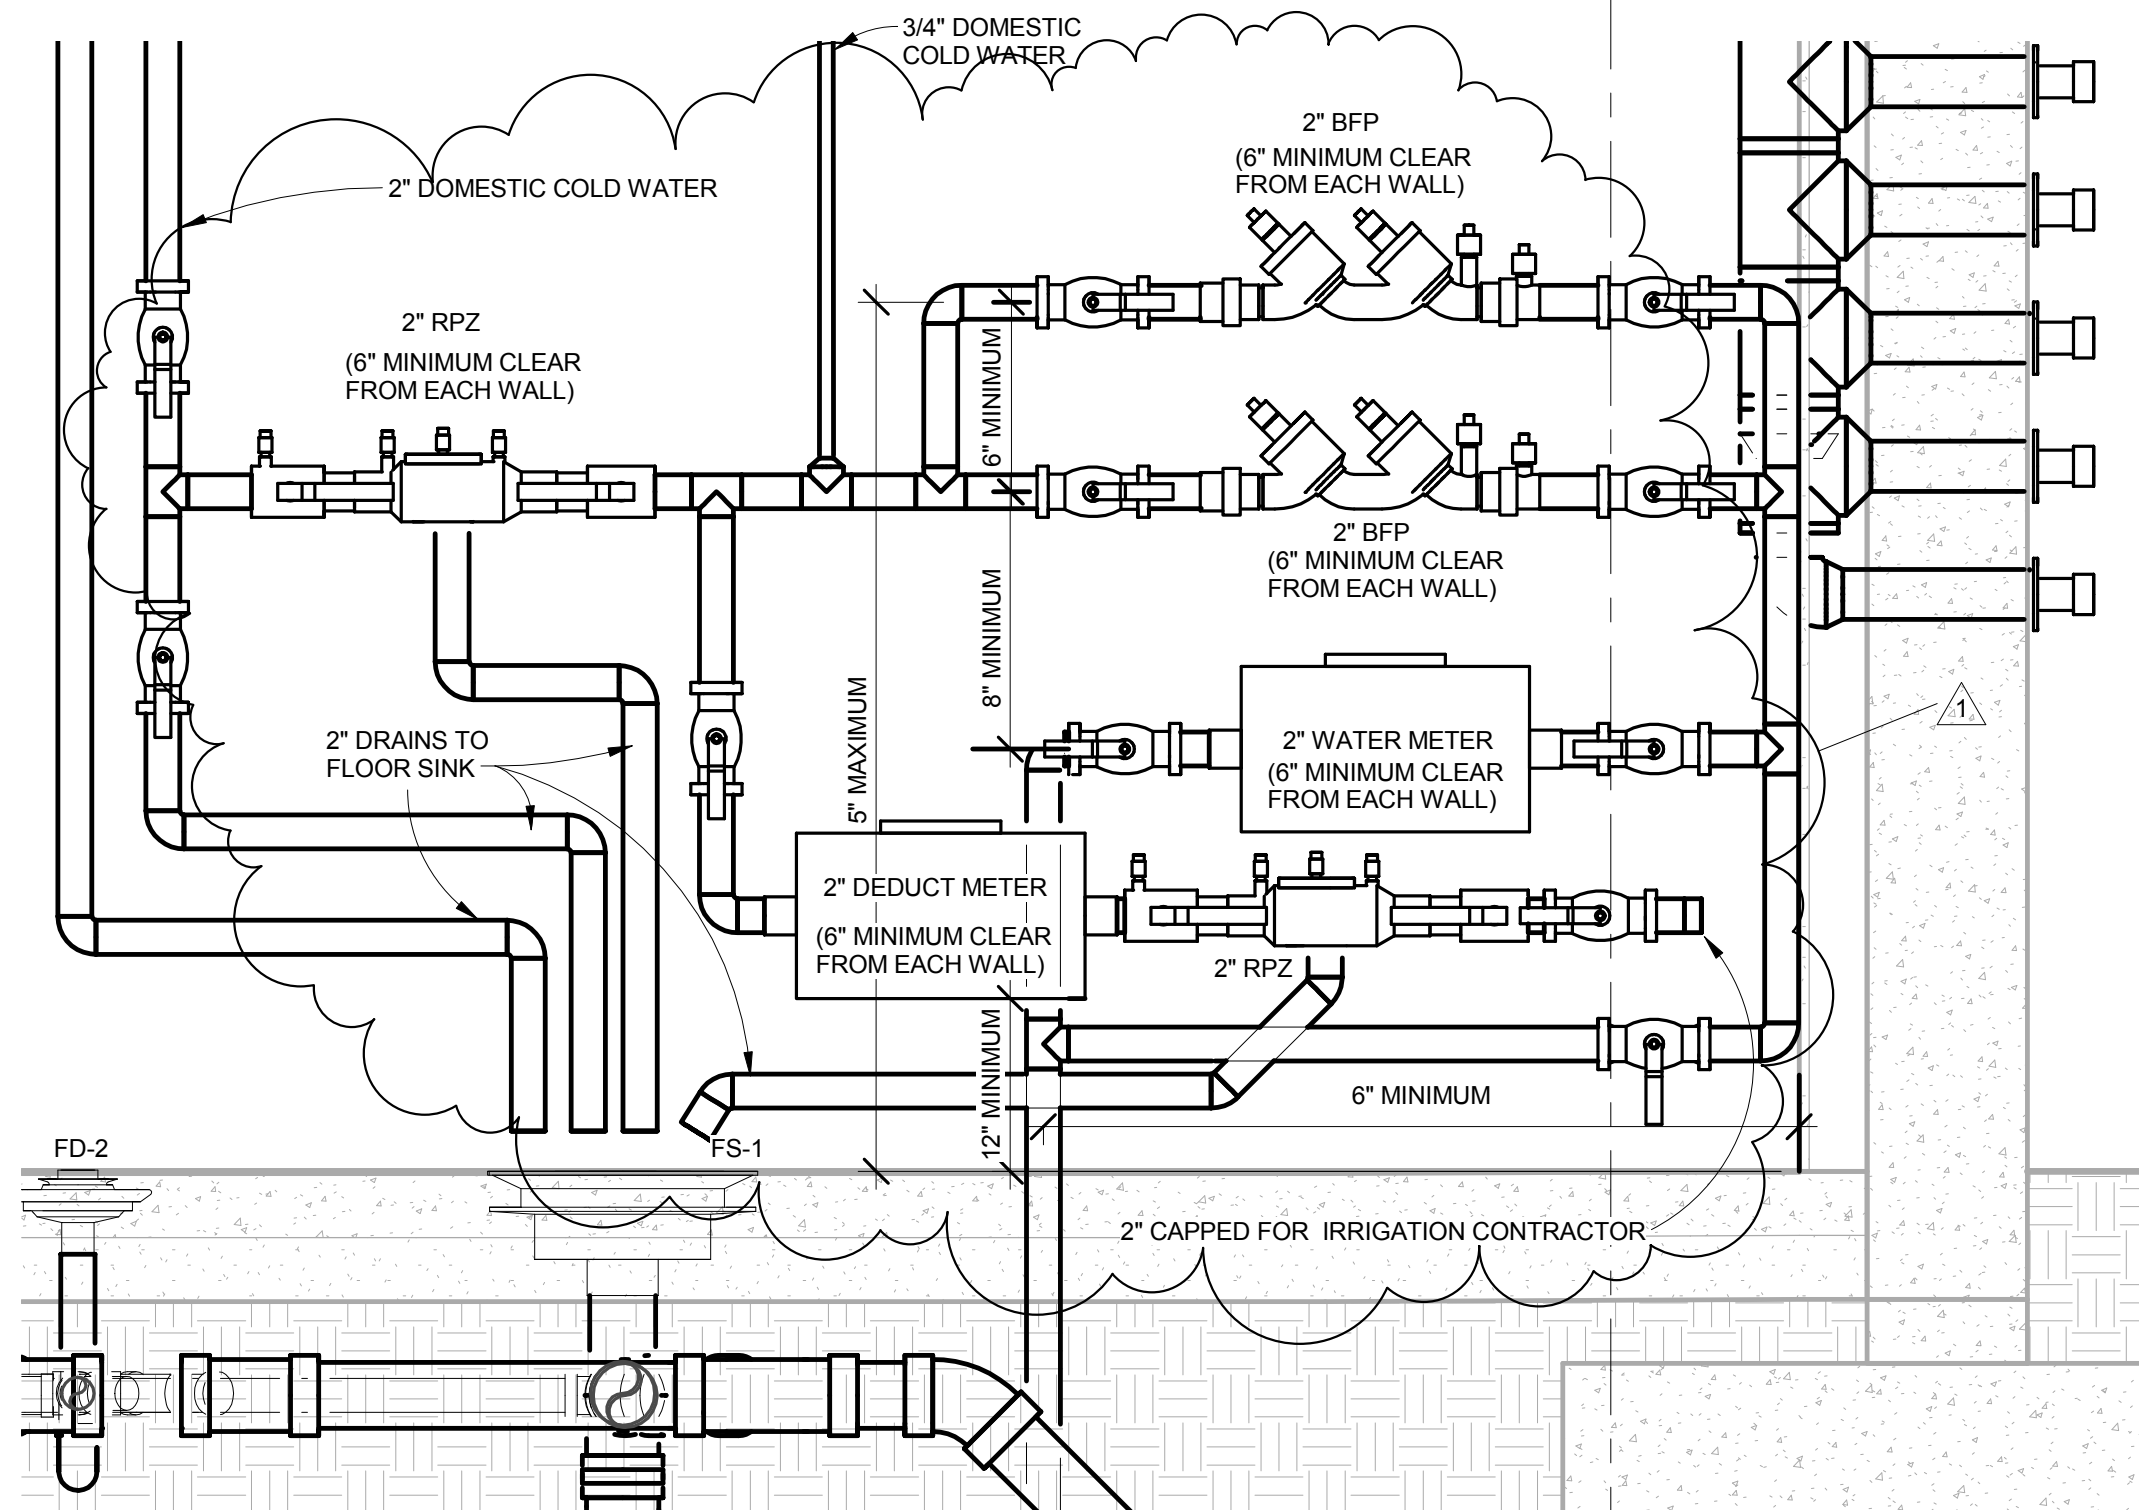 3/4" DOMESTIC
COLD WATER
2" BFP
(6" MINIMUM CLEAR
FROM EACH WALL)
2" DOMESTIC COLD WATER
2" RPZ
(6" MINIMUM CLEAR
FROM EACH WALL)
6" MINIMUM
2" BFP
(6" MINIMUM CLEAR
FROM EACH WALL)
8" MINIMUM
5" MAXIMUM
1
2" DRAINS TO
FLOOR SINK
2" WATER METER
(6" MINIMUM CLEAR
FROM EACH WALL)
2" DEDUCT METER
(6" MINIMUM CLEAR
FROM EACH WALL)
2" RPZ
12" MINIMUM
6" MINIMUM
FD-2
FS-1
2" CAPPED FOR IRRIGATION CONTRACTOR